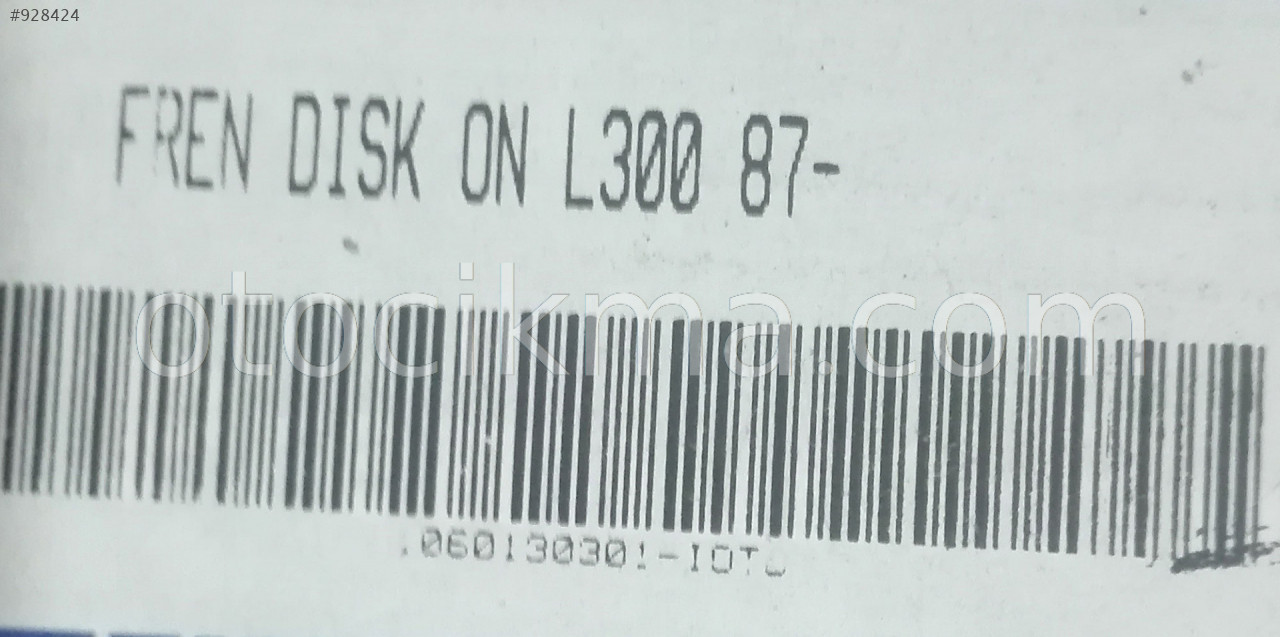 #928424
FREN DISK ON L300 87-
otocikma.com